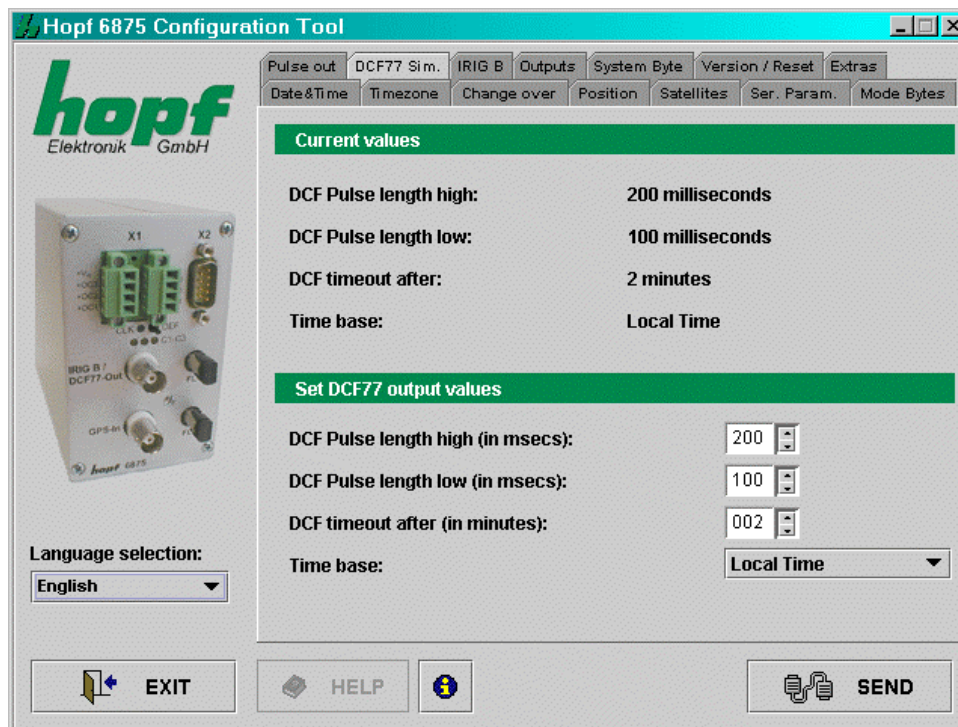 Hopf 6875 Configuration Tool
hopf
Elektronik GmbH
Pulse out DCF77 Sim. IRIG B Outputs System Byte Version / Reset Extras
Date&Time Timezone Change over Position Satellites Ser. Param. Mode Bytes
Current values
DCF Pulse length high: 200 milliseconds
DCF Pulse length low: 100 milliseconds
DCF timeout after: 2 minutes
Time base: Local Time
Set DCF77 output values
DCF Pulse length high (in msecs): 200
DCF Pulse length low (in msecs): 100
DCF timeout after (in minutes): 002
Time base: Local Time
X1 X2
CLK
C1-C3
IRIG B /
DCF77-Out
GPS-In
hopf 6875
Language selection:
English
EXIT HELP SEND